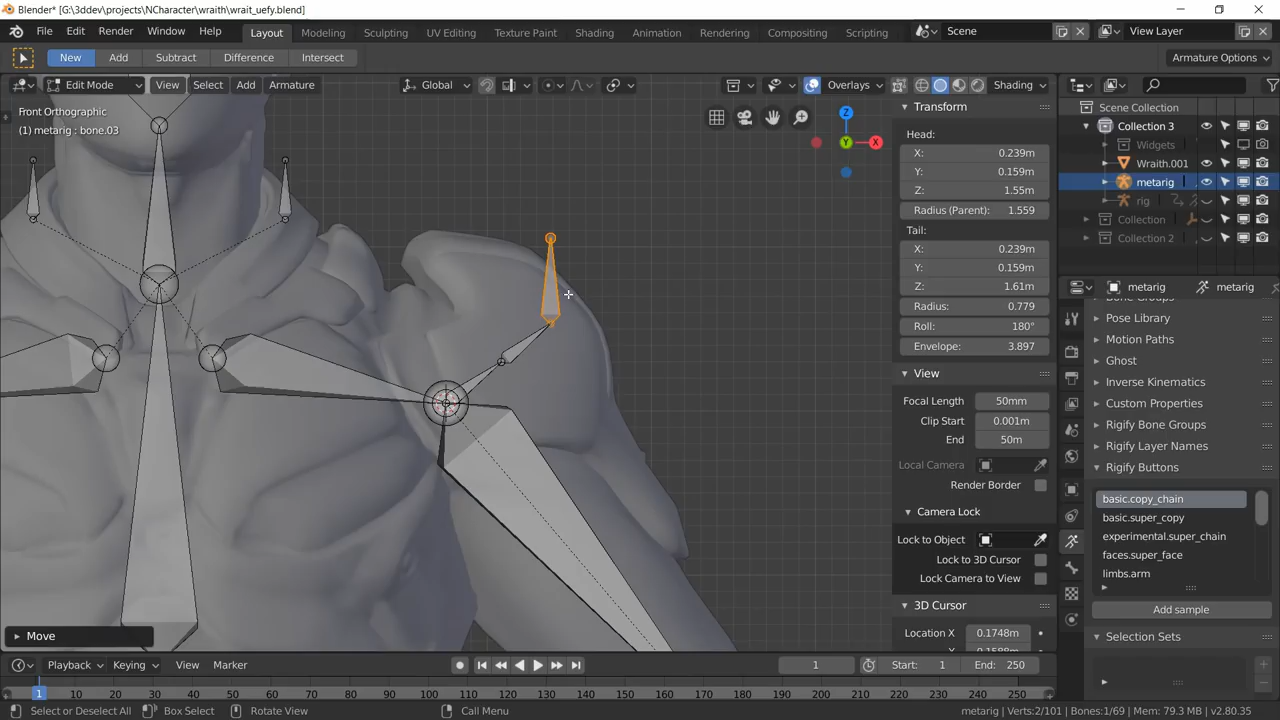 Blender* [G:\3ddev\projects\NCharacter\wraith\wrait_uefy.blend]
File Edit Render Window Help
Layout Modeling Sculpting UV Editing Texture Paint Shading Animation Rendering Compositing Scripting
Scene View Layer
New Add Subtract Difference Intersect Armature Options
Edit Mode View Select Add Armature Global Overlays Shading
Front Orthographic
(1) metarig : bone.03
Z
Y
X
Transform
Head:
X: 0.239m
Y: 0.159m
Z: 1.55m
Radius (Parent): 1.559
Tail:
X: 0.239m
Y: 0.159m
Z: 1.61m
Radius: 0.779
Roll: 180°
Envelope: 3.897
View
Focal Length 50mm
Clip Start 0.001m
End 50m
Local Camera
Render Border
Camera Lock
Lock to Object
Lock to 3D Cursor
Lock Camera to View
3D Cursor
Location X 0.1748m
Scene Collection
Collection 3
Widgets
Wraith.001
metarig
rig
Collection
Collection 2
metarig metarig
Bone Groups
Pose Library
Motion Paths
Ghost
Inverse Kinematics
Custom Properties
Rigify Bone Groups
Rigify Layer Names
Rigify Buttons
basic.copy_chain
basic.super_copy
experimental.super_chain
faces.super_face
limbs.arm
Add sample
Selection Sets
Move
Playback Keying View Marker 1 Start: 1 End: 250
1 10 20 30 40 50 60 70 80 90 100 110 120 130 140 150 160 170 180 190 200 210 220 230 240 250
Select or Deselect All Box Select Rotate View Call Menu metarig | Verts:2/101 | Bones:1/69 | Mem: 79.3 MB | v2.80.35